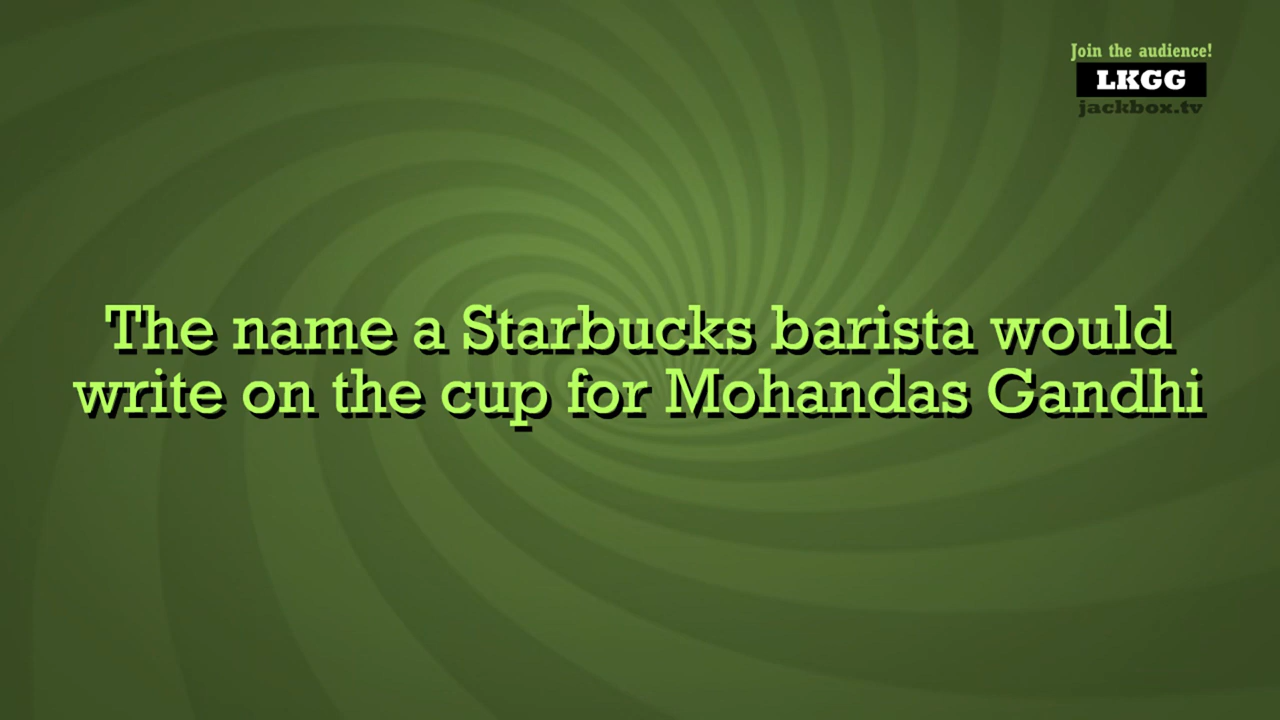 Join the audience!
LKGG
jackbox.tv
The name a Starbucks barista would
write on the cup for Mohandas Gandhi